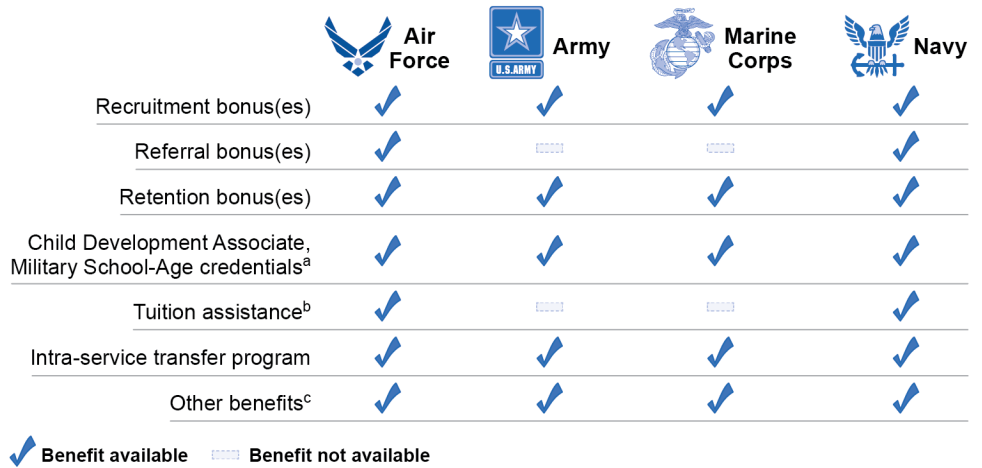 Air Force
Army
Marine Corps
Navy
U.S.ARMY
Recruitment bonus(es)
Referral bonus(es)
Retention bonus(es)
Child Development Associate,
Military School-Age credentialsa
Tuition assistanceb
Intra-service transfer program
Other benefitsc
Benefit available
Benefit not available